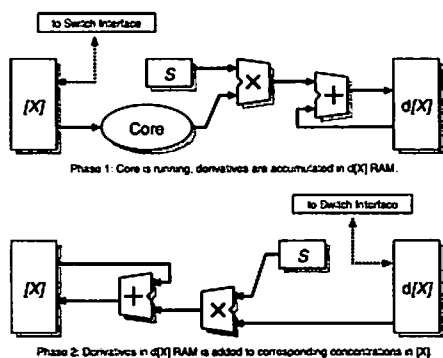 to Switch Interface
[X]
S
×
+
d[X]
Core
Phase 1: Core is running, derivatives are accumulated in d[X] RAM.
to Switch Interface
[X]
+
×
S
d[X]
Phase 2: Derivatives in d[X] RAM is added to corresponding concentrations in [X]